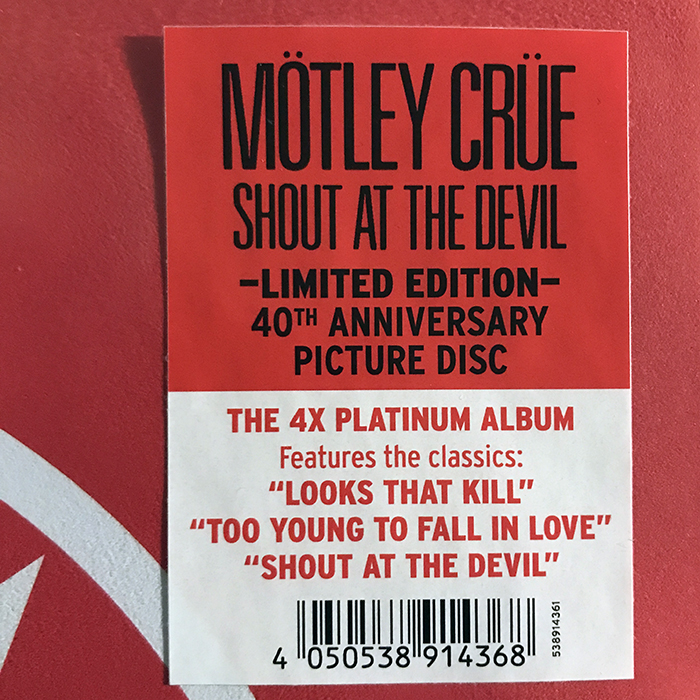 MÖTLEY CRÜE
SHOUT AT THE DEVIL
–LIMITED EDITION–
40TH ANNIVERSARY
PICTURE DISC
THE 4X PLATINUM ALBUM
Features the classics:
“LOOKS THAT KILL”
“TOO YOUNG TO FALL IN LOVE”
“SHOUT AT THE DEVIL”
4 050538 914368
538914361